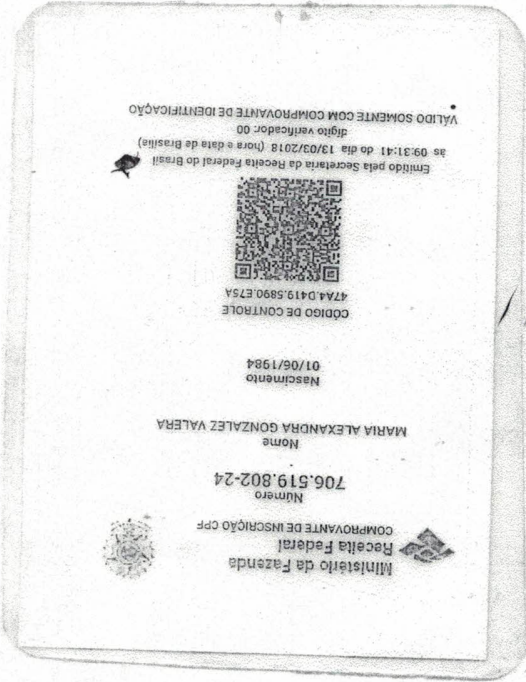 Ministério da Fazenda
Receita Federal
COMPROVANTE DE INSCRIÇÃO CPF
Número
706.519.802-24
Nome
MARIA ALEXANDRA GONZALEZ VALERA
Nascimento
01/06/1984
CÓDIGO DE CONTROLE
47A4.D419.5890.E75A
Emitido pela Secretaria da Receita Federal do Brasil
às 09:31:41 do dia 13/03/2018 (hora e data de Brasília)
dígito verificador: 00
VÁLIDO SOMENTE COM COMPROVANTE DE IDENTIFICAÇÃO